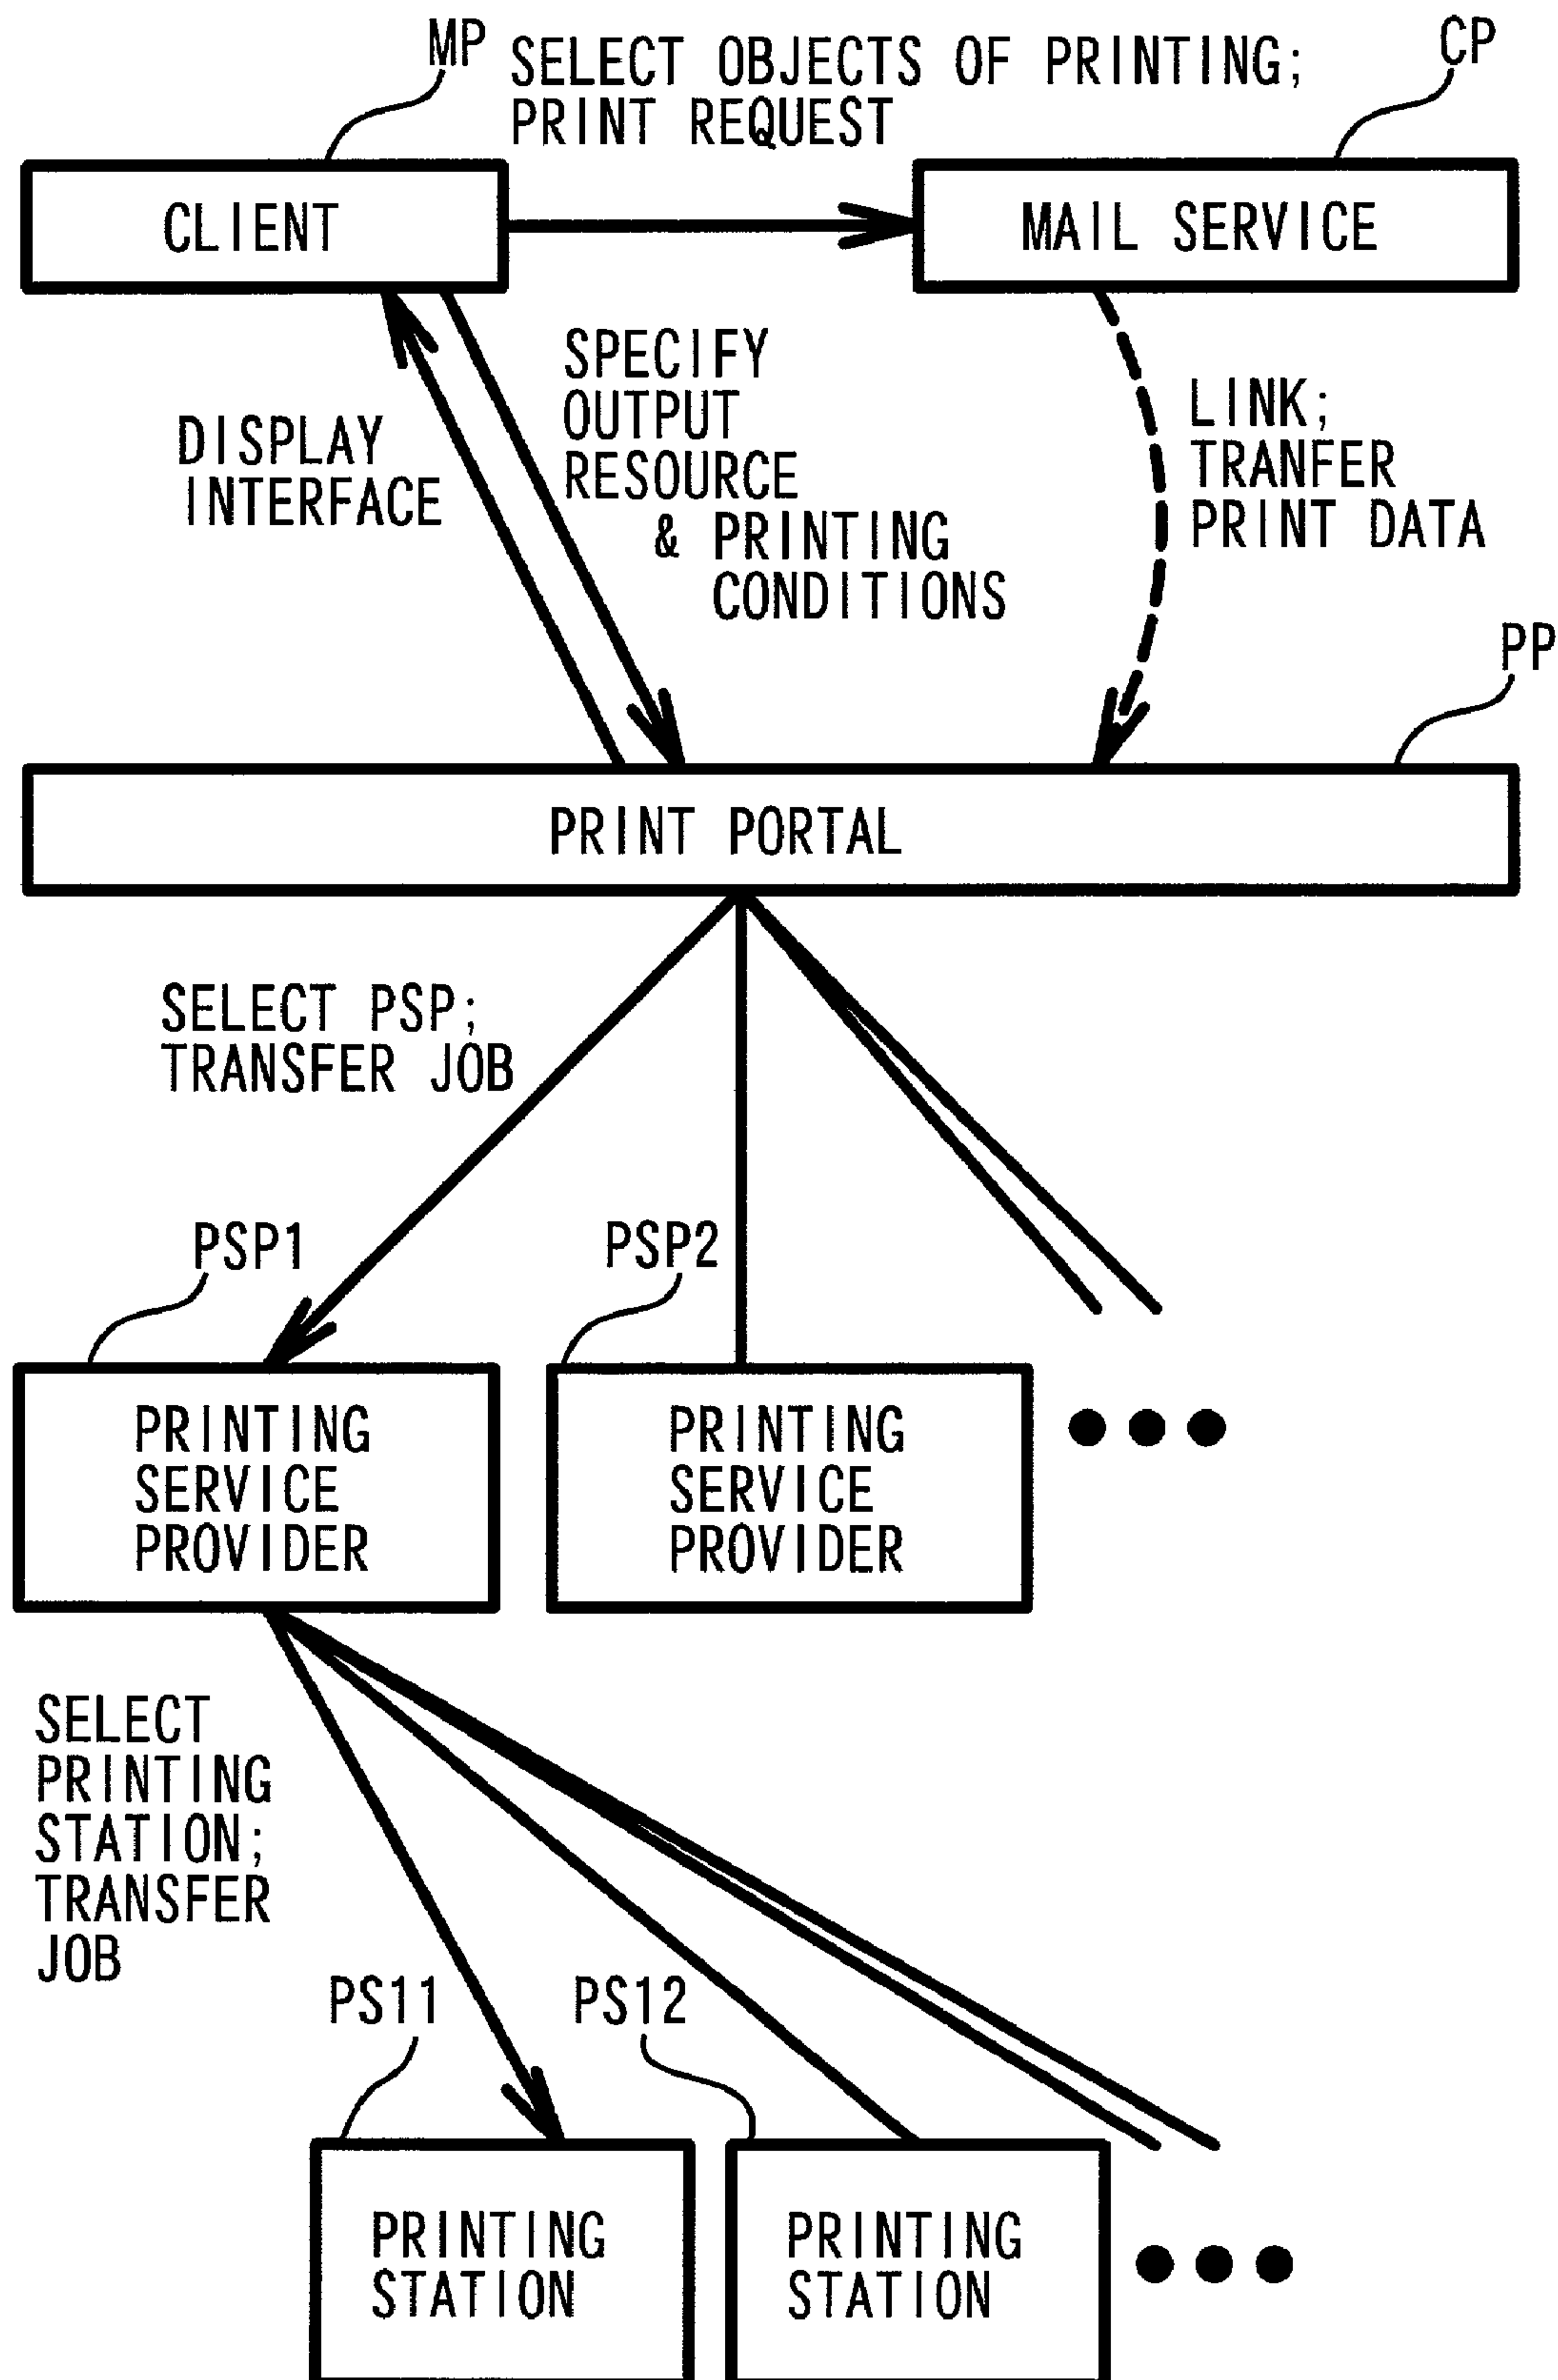 MP
SELECT OBJECTS OF PRINTING;
PRINT REQUEST
CP
CLIENT
MAIL SERVICE
DISPLAY
INTERFACE
SPECIFY
OUTPUT
RESOURCE
& PRINTING
CONDITIONS
LINK;
TRANFER
PRINT DATA
PP
PRINT PORTAL
SELECT PSP;
TRANSFER JOB
PSP1
PSP2
PRINTING
SERVICE
PROVIDER
PRINTING
SERVICE
PROVIDER
SELECT
PRINTING
STATION;
TRANSFER
JOB
PS11
PS12
PRINTING
STATION
PRINTING
STATION